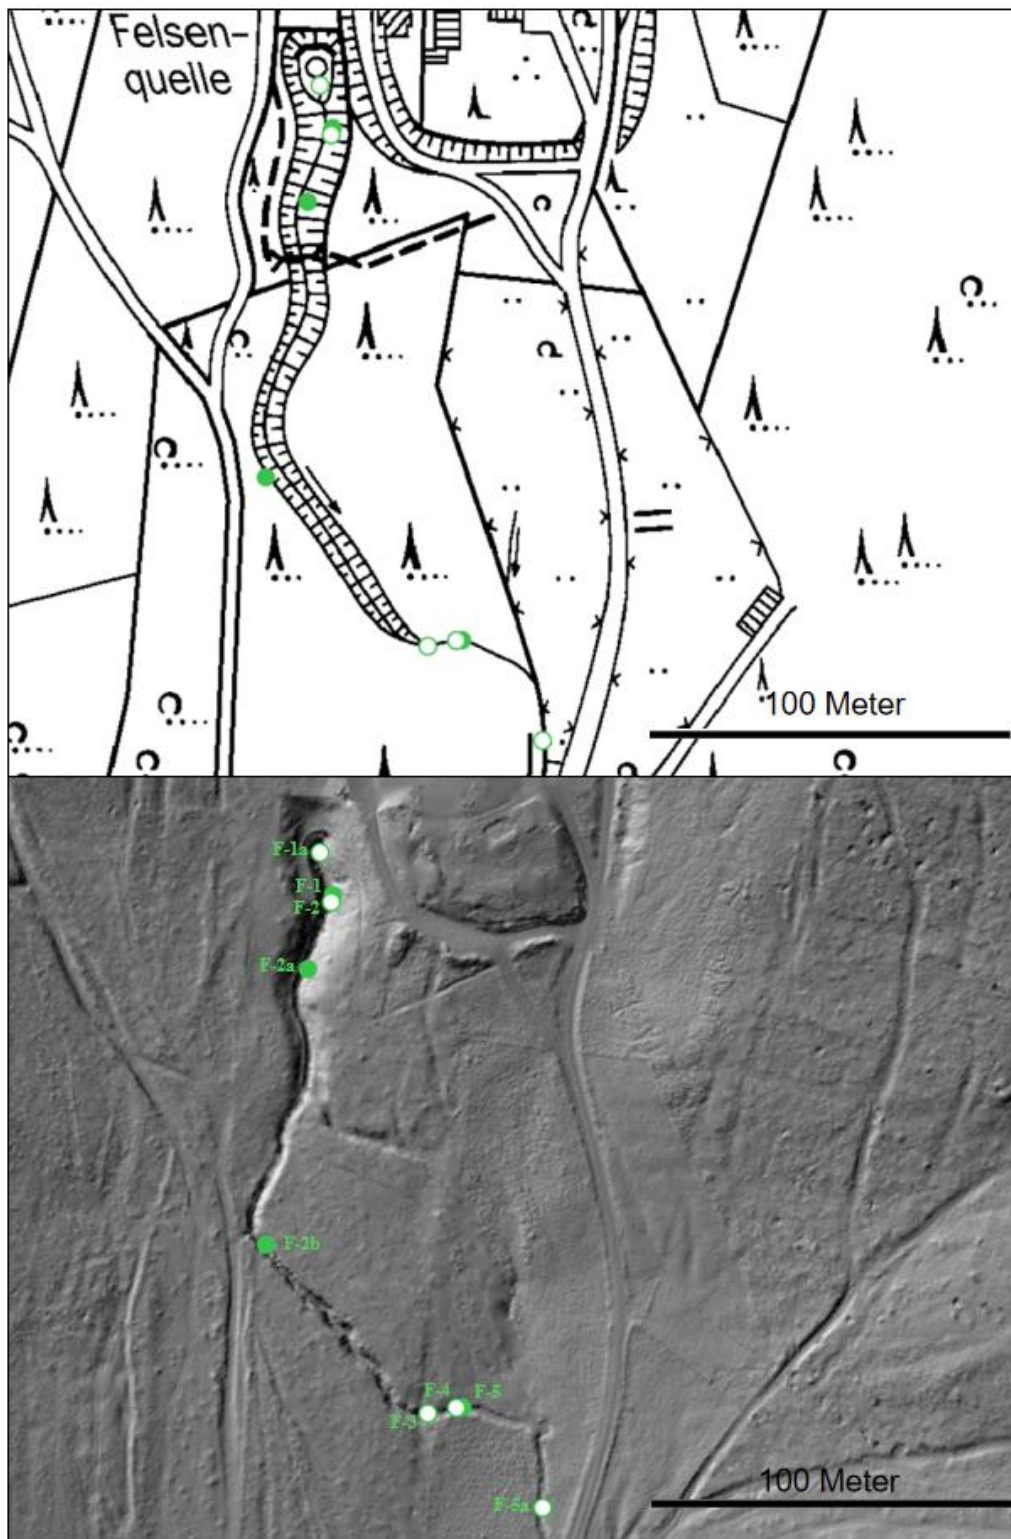 Felsen-
quelle
100 Meter
F-1a
F-1
F-2
F-2a
F-2b
F-4
F-5
F-3
F-5a
100 Meter